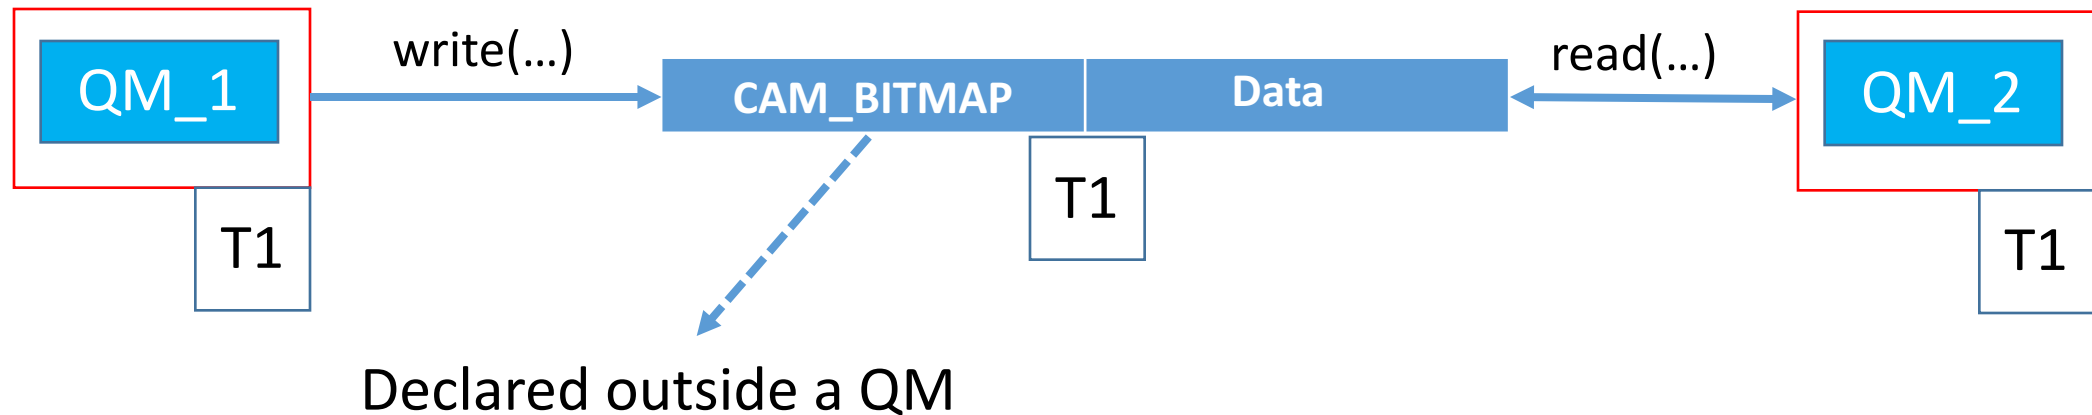 QM_1
write(...)
CAM_BITMAP
Data
read(...)
QM_2
T1
T1
T1
Declared outside a QM